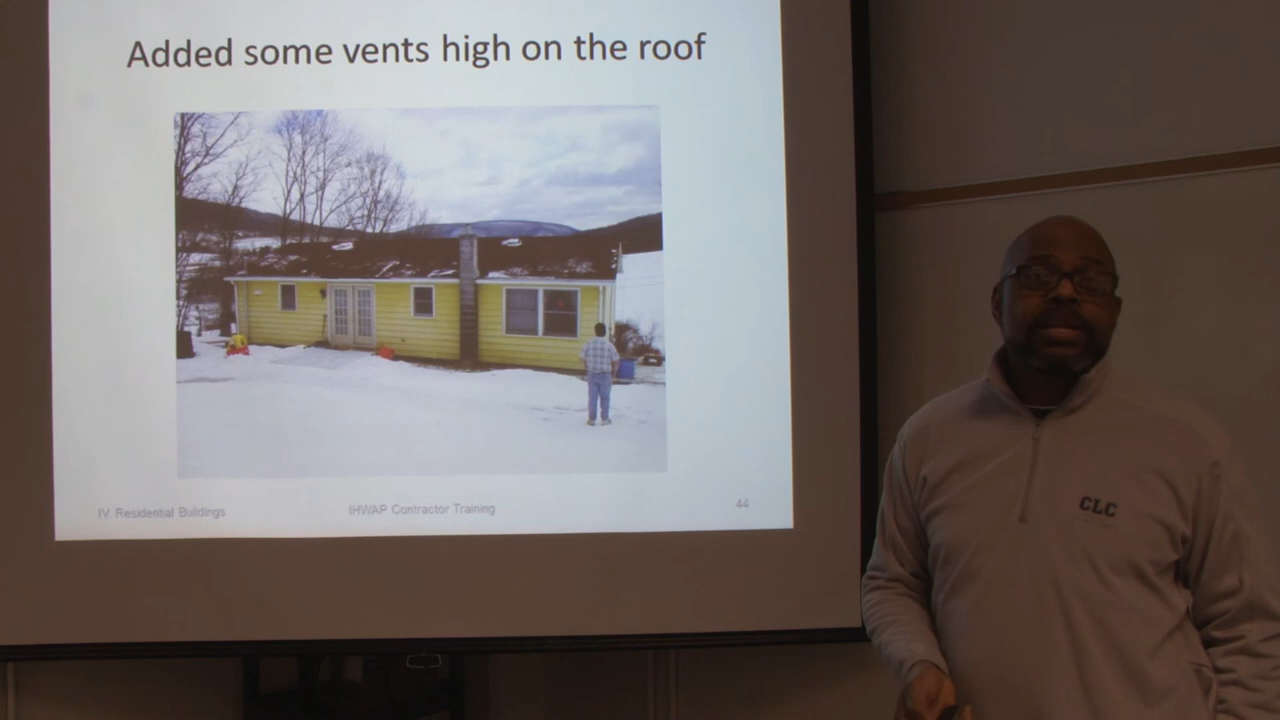 Added some vents high on the roof
IV. Residential Buildings
IHWAP Contractor Training
44
CLC